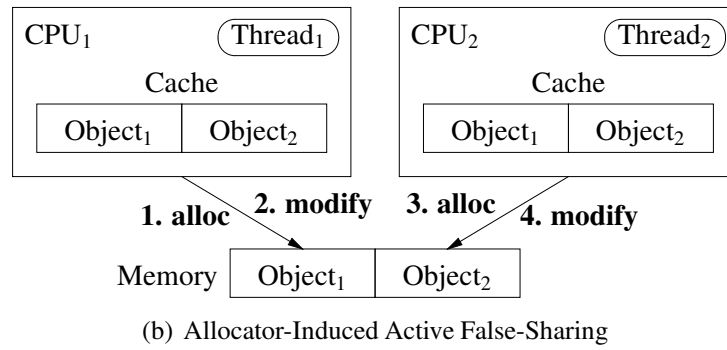 CPU₁ Thread₁ CPU₂ Thread₂
Cache Cache
Object₁ Object₂ Object₁ Object₂
1. alloc 2. modify 3. alloc 4. modify
Memory Object₁ Object₂
(b) Allocator-Induced Active False-Sharing